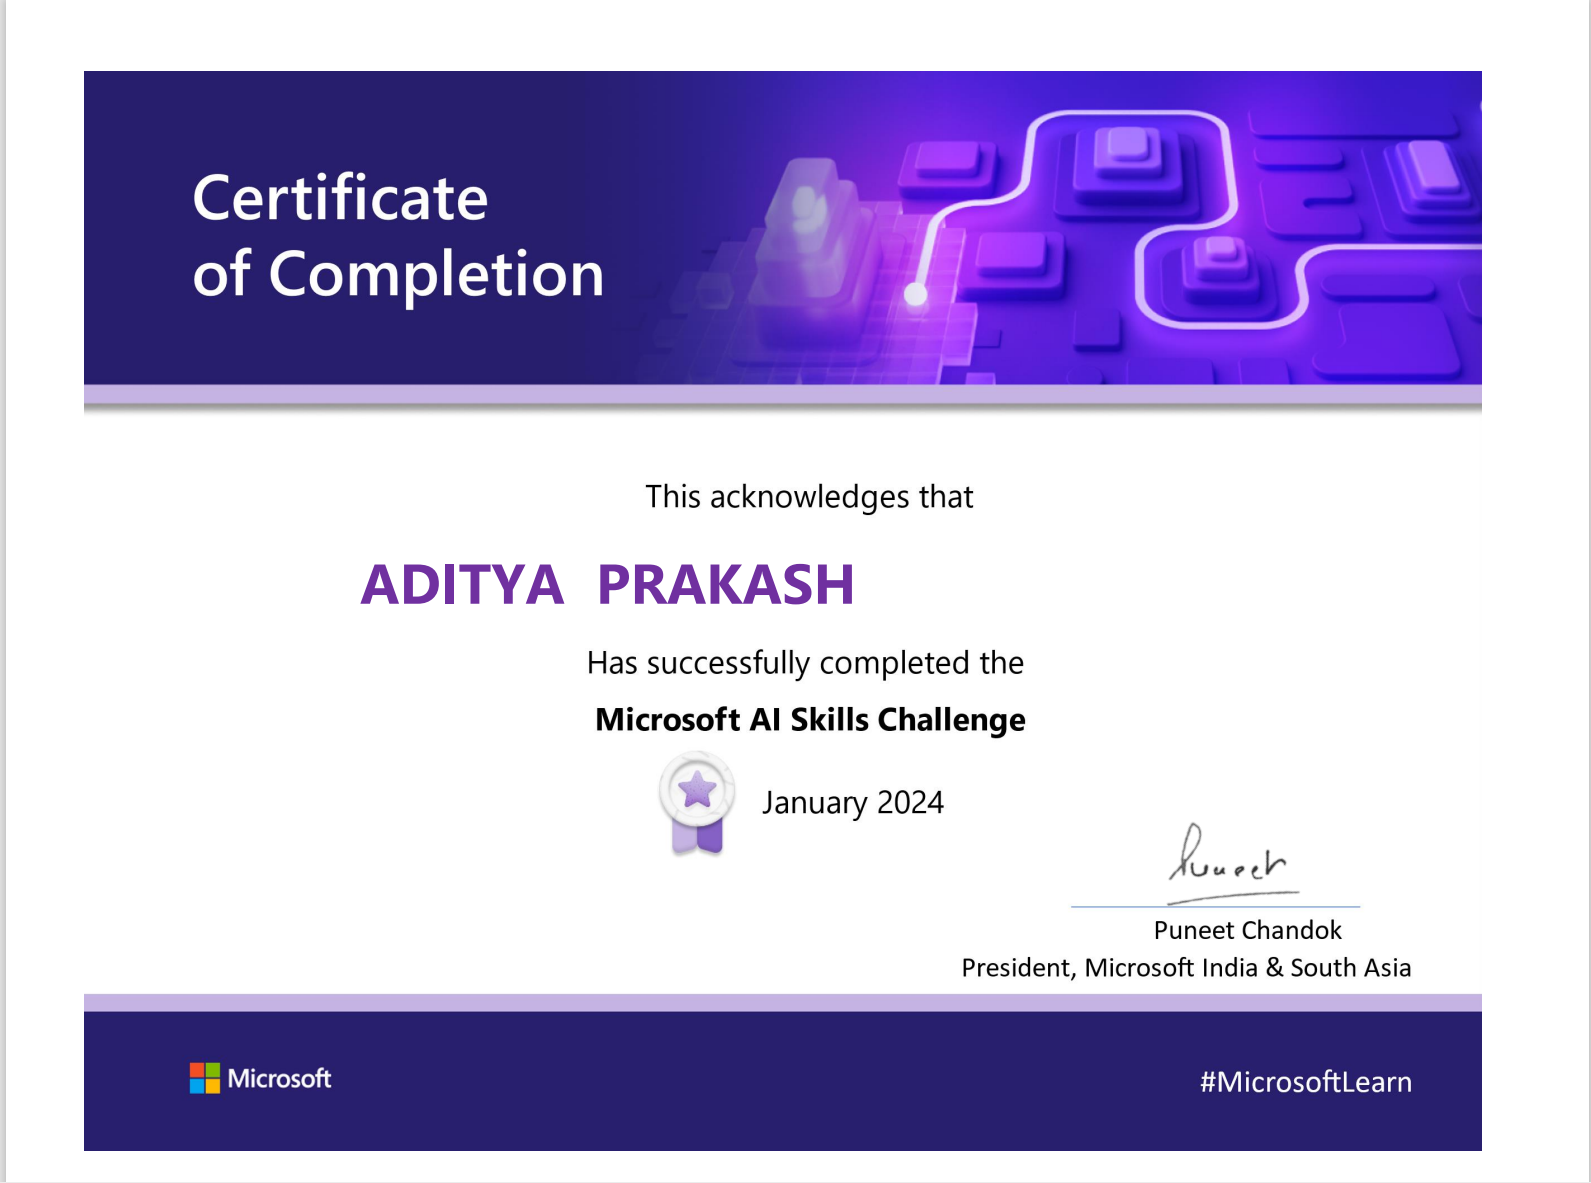 Certificate
of Completion
This acknowledges that
ADITYA PRAKASH
Has successfully completed the
Microsoft AI Skills Challenge
January 2024
Puneet
Puneet Chandok
President, Microsoft India & South Asia
Microsoft
#MicrosoftLearn